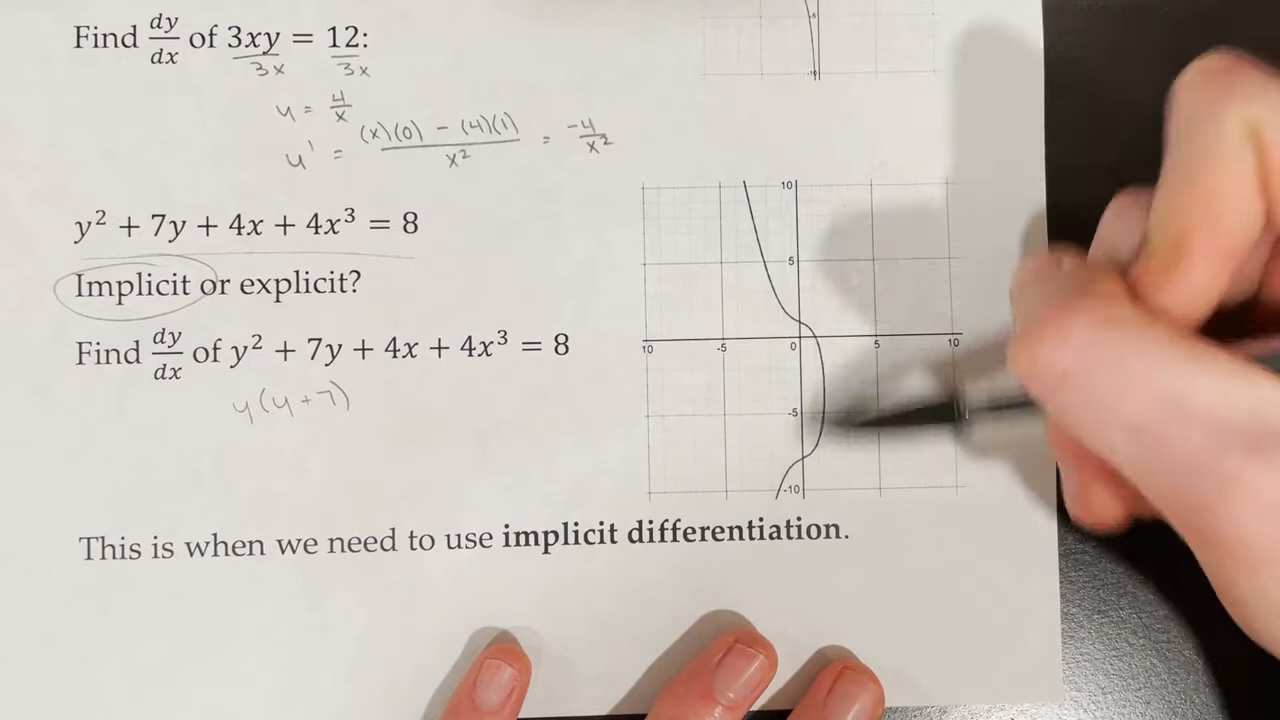 Find dy/dx of 3xy = 12:
3x 3x
y = 4/x
y' = (x)(0) - (4)(1) / x² = -4/x²
y² + 7y + 4x + 4x³ = 8
Implicit or explicit?
Find dy/dx of y² + 7y + 4x + 4x³ = 8
y(y+7)
-5
-10
10
5
10 -5 0 5 10
-5
-10
This is when we need to use implicit differentiation.